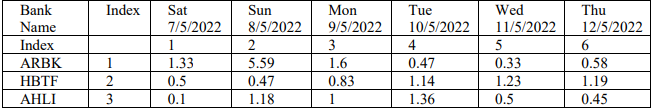 Bank Name Index Sat 7/5/2022 Sun 8/5/2022 Mon 9/5/2022 Tue 10/5/2022 Wed 11/5/2022 Thu 12/5/2022
Index 1 2 3 4 5 6
ARBK 1 1.33 5.59 1.6 0.47 0.33 0.58
HBTF 2 0.5 0.47 0.83 1.14 1.23 1.19
AHLI 3 0.1 1.18 1 1.36 0.5 0.45